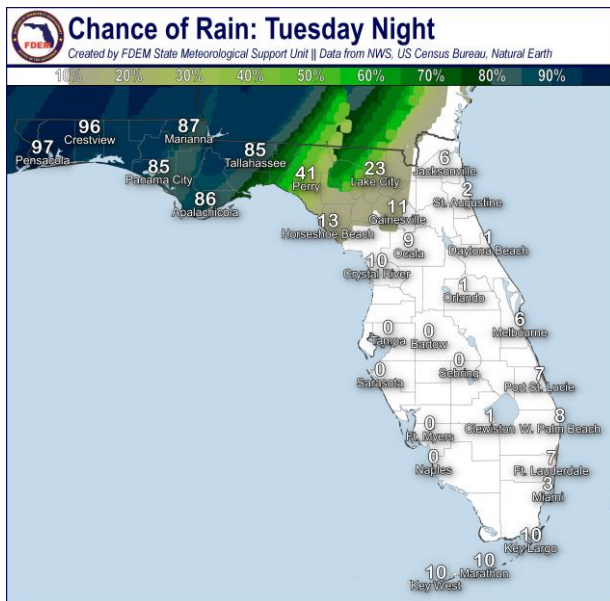 FDEM
Chance of Rain: Tuesday Night
Created by FDEM State Meteorological Support Unit || Data from NWS, US Census Bureau, Natural Earth
10% 20% 30% 40% 50% 60% 70% 80% 90%
97
Pensacola
96
Crestview
87
Marianna
85
Panama City
85
Tallahassee
86
Apalachicola
41
Perry
23
Lake City
6
Jacksonville
2
St. Augustine
13
Horseshoe Beach
11
Gainesville
9
Ocala
1
Daytona Beach
10
Crystal River
1
Orlando
6
Melbourne
0
Tampa
0
Bartow
0
Sebring
0
Sarasota
7
Port St. Lucie
0
Ft. Myers
1
Clewiston
8
W. Palm Beach
0
Naples
7
Ft. Lauderdale
3
Miami
10
Key Largo
10
Marathon
10
Key West